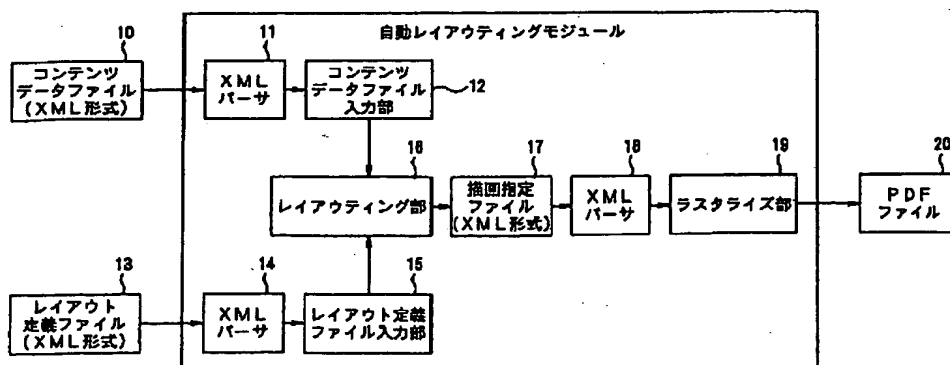 自動レイアウティングモジュール
10
コンテンツ
データファイル
(XML形式)
11
XML
パーサ
コンテンツ
データファイル
入力部
12
16
レイアウティング部
17
描画指定
ファイル
(XML形式)
18
XML
パーサ
19
ラスタライズ部
20
PDF
ファイル
13
レイアウト
定義ファイル
(XML形式)
14
XML
パーサ
15
レイアウト定義
ファイル入力部